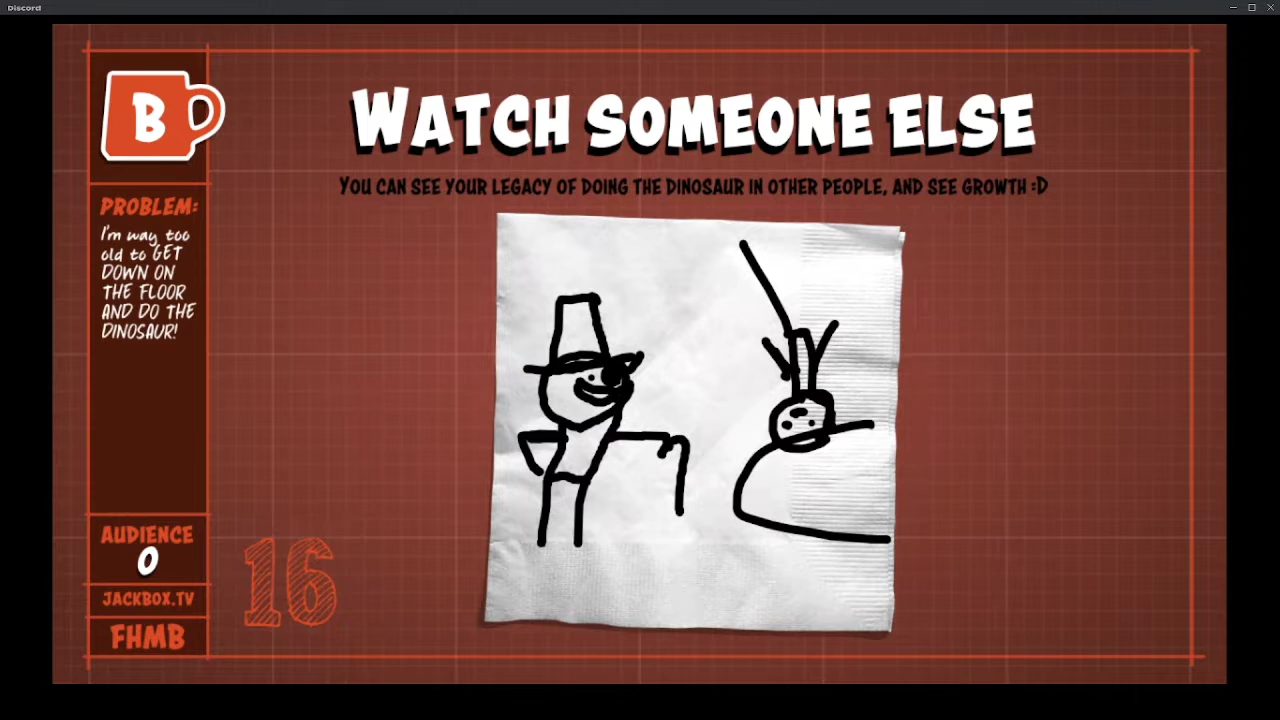 Discord
B
WATCH SOMEONE ELSE
YOU CAN SEE YOUR LEGACY OF DOING THE DINOSAUR IN OTHER PEOPLE, AND SEE GROWTH :D
PROBLEM:
I'm way too
old to GET
DOWN ON
THE FLOOR
AND DO THE
DINOSAUR!
AUDIENCE
0
JACKBOX.TV
FHMB
16